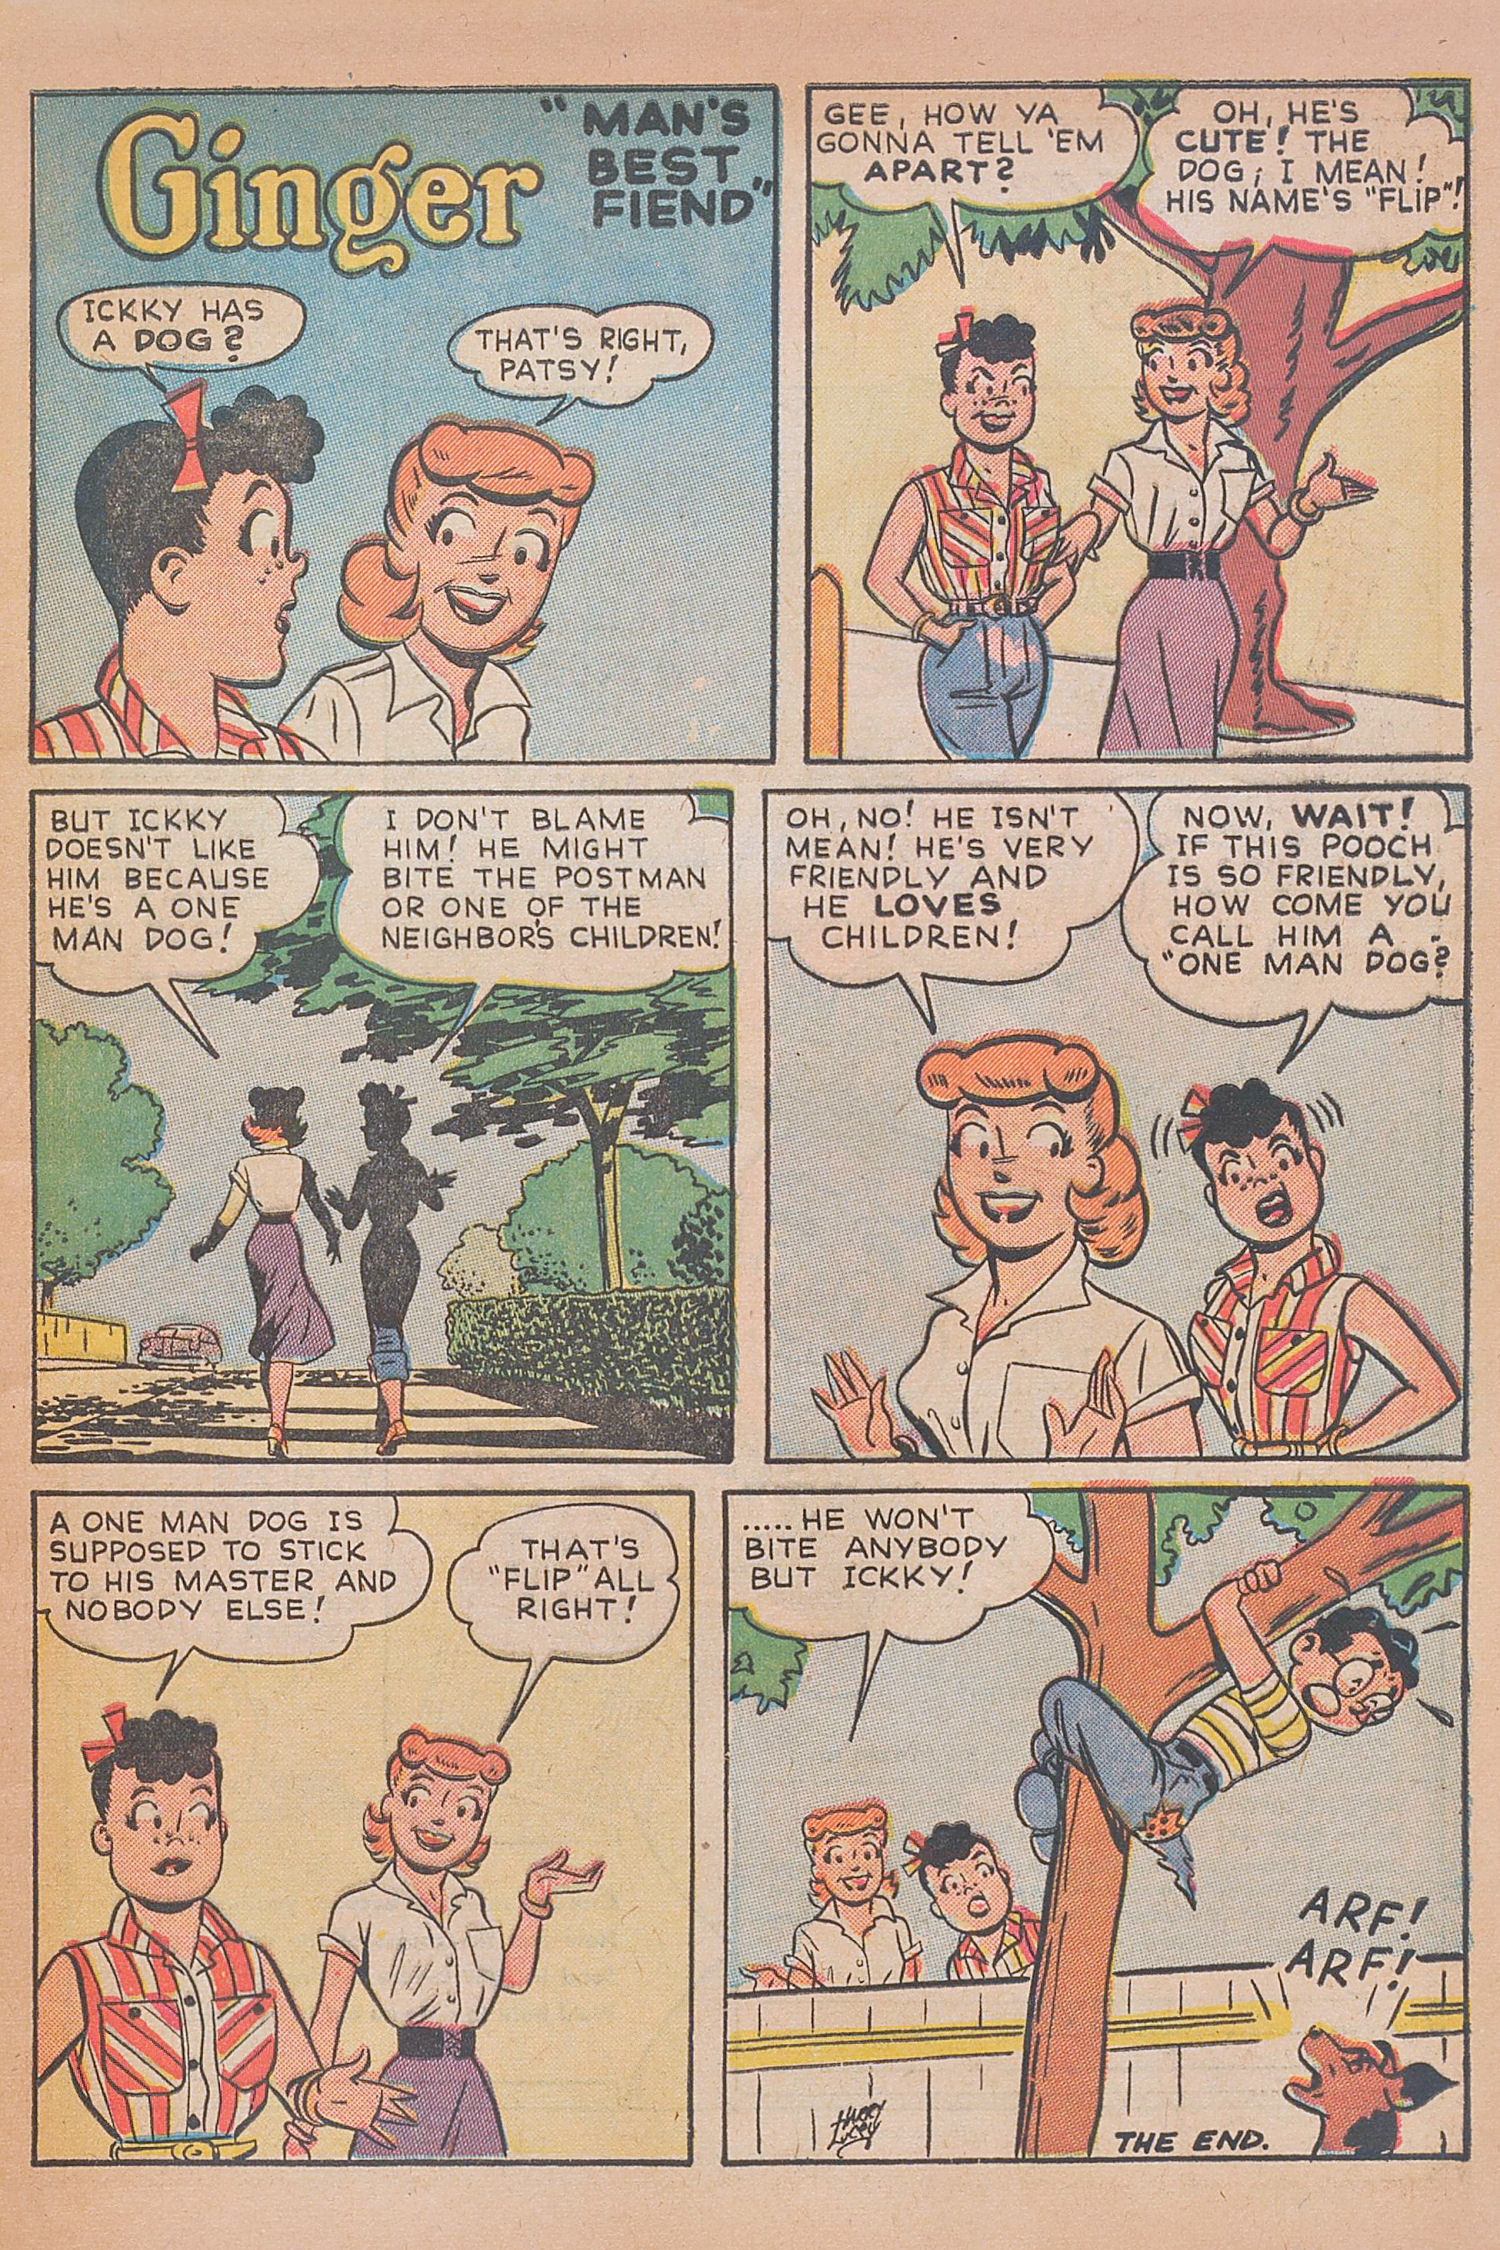 Ginger
"MAN'S
BEST
FIEND"
ICKKY HAS
A DOG?
THAT'S RIGHT,
PATSY!
GEE, HOW YA
GONNA TELL 'EM
APART?
OH, HE'S
CUTE! THE
DOG, I MEAN!
HIS NAME'S "FLIP"!
BUT ICKKY
DOESN'T LIKE
HIM BECAUSE
HE'S A ONE
MAN DOG!
I DON'T BLAME
HIM! HE MIGHT
BITE THE POSTMAN
OR ONE OF THE
NEIGHBOR'S CHILDREN!
OH, NO! HE ISN'T
MEAN! HE'S VERY
FRIENDLY AND
HE LOVES
CHILDREN!
NOW, WAIT!
IF THIS POOCH
IS SO FRIENDLY,
HOW COME YOU
CALL HIM A
"ONE MAN DOG?
A ONE MAN DOG IS
SUPPOSED TO STICK
TO HIS MASTER AND
NOBODY ELSE!
THAT'S
"FLIP" ALL
RIGHT!
.....HE WON'T
BITE ANYBODY
BUT ICKKY!
ARF!
ARF!
HARRY
LUCEY
THE END.